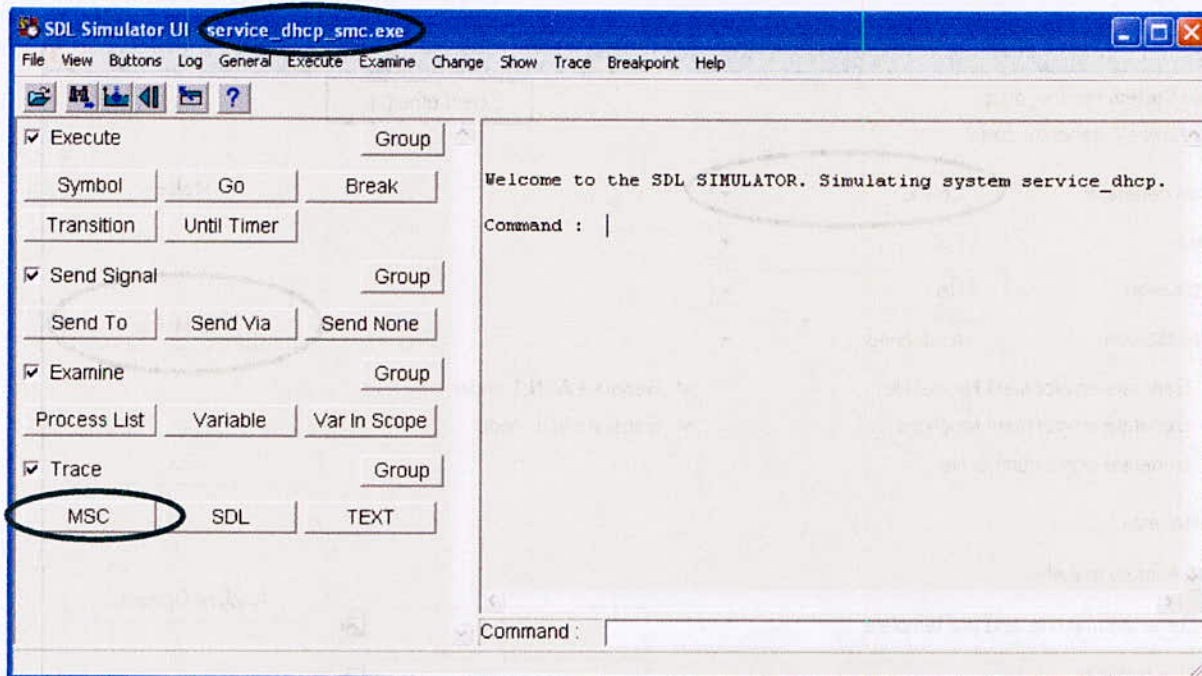 SDL Simulator UI service_dhcp_smc.exe
File View Buttons Log General Execute Examine Change Show Trace Breakpoint Help
Execute Group
Symbol Go Break
Transition Until Timer
Send Signal Group
Send To Send Via Send None
Examine Group
Process List Variable Var In Scope
Trace Group
MSC SDL TEXT
Welcome to the SDL SIMULATOR. Simulating system service_dhcp.
Command :
Command :